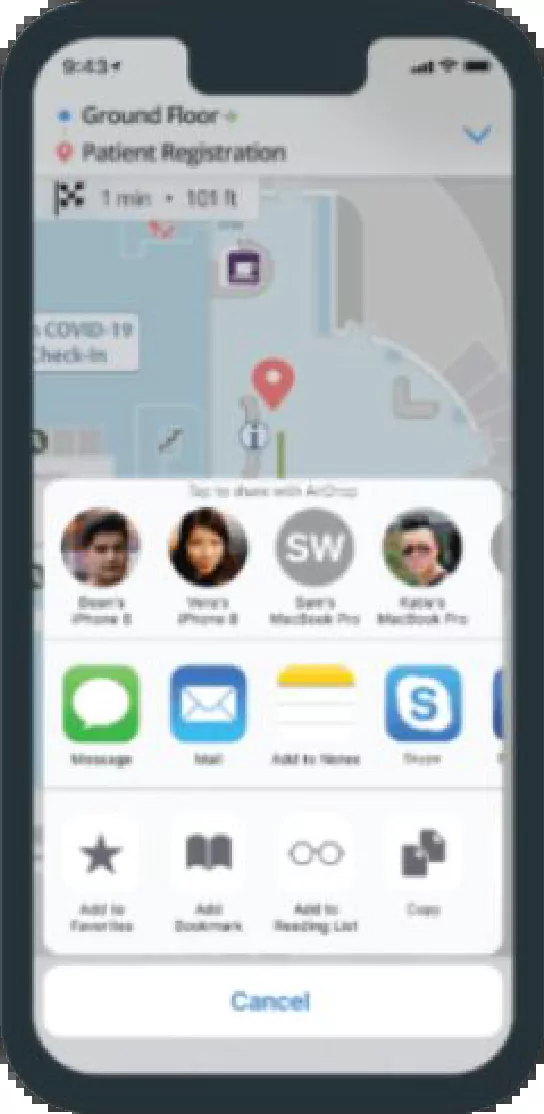 9:43
Ground Floor
Patient Registration
1 min • 101 ft
COVID-19
Check-In
Tap to share with AirDrop
Sean's
iPhone 8
Vera's
iPhone 8
SW
Sam's
MacBook Pro
Katie's
MacBook Pro
Message
Mail
Add to Notes
Skype
Add to
Favorites
Add
Bookmark
Add to
Reading List
Copy
Cancel